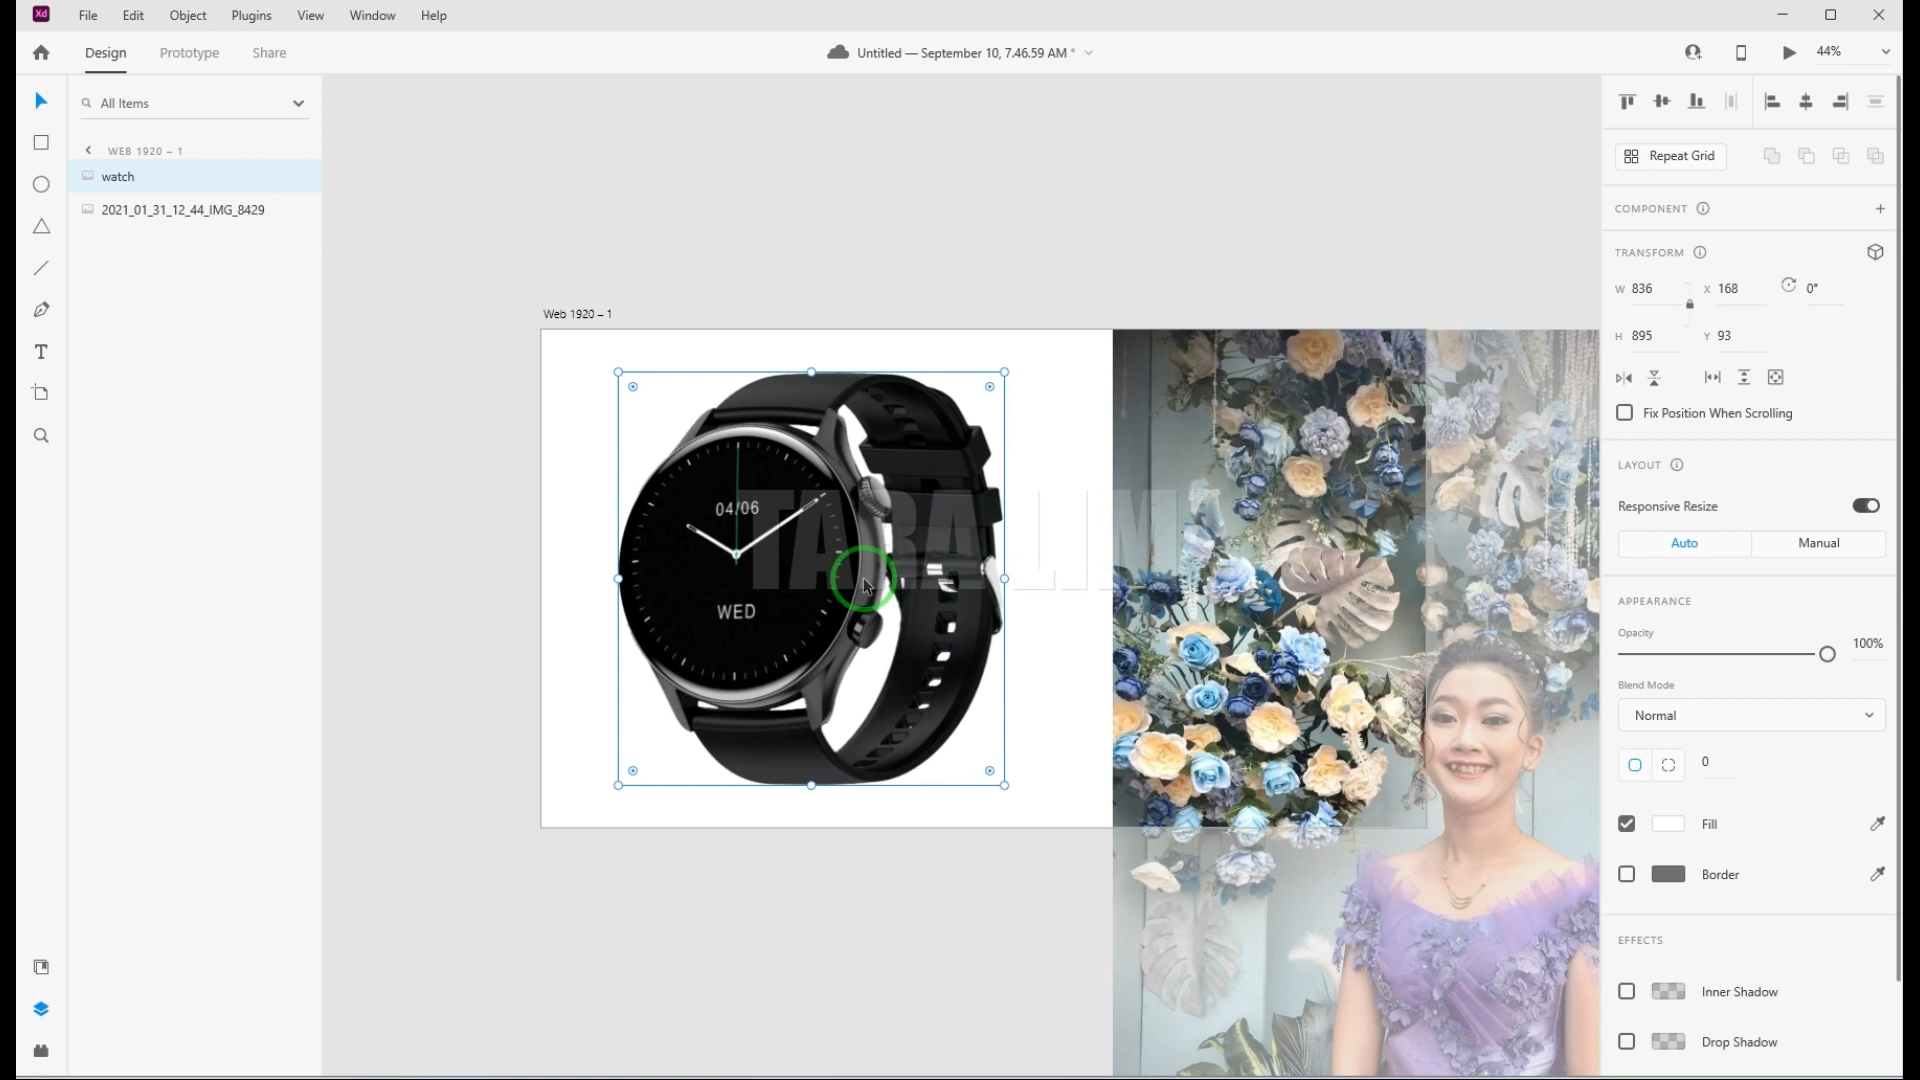 Xd File Edit Object Plugins View Window Help
Design Prototype Share
Untitled — September 10, 7.46.59 AM *
44%
All Items
WEB 1920 – 1
watch
2021_01_31_12_44_IMG_8429
Web 1920 – 1
04/06
WED
Repeat Grid
COMPONENT
TRANSFORM
W 836 X 168 0°
H 895 Y 93
Fix Position When Scrolling
LAYOUT
Responsive Resize
Auto Manual
APPEARANCE
Opacity
100%
Blend Mode
Normal
0
Fill
Border
EFFECTS
Inner Shadow
Drop Shadow